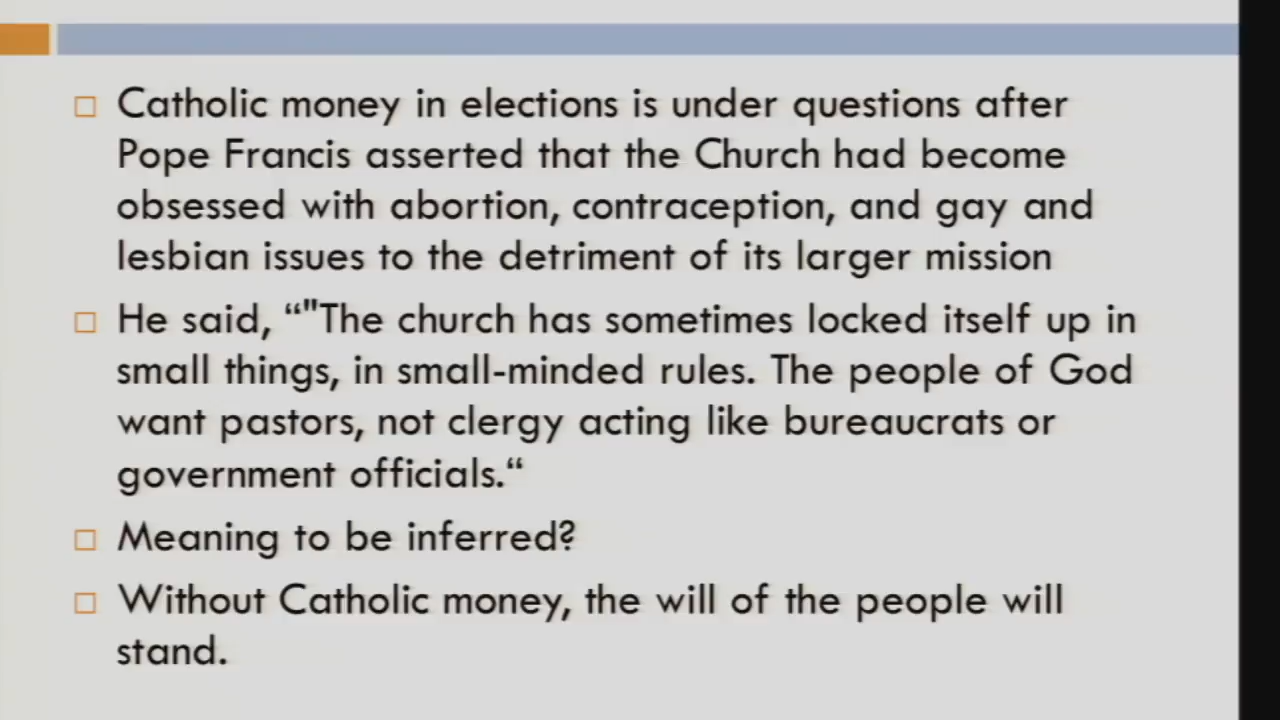 Catholic money in elections is under questions after
Pope Francis asserted that the Church had become
obsessed with abortion, contraception, and gay and
lesbian issues to the detriment of its larger mission
He said, “"The church has sometimes locked itself up in
small things, in small-minded rules. The people of God
want pastors, not clergy acting like bureaucrats or
government officials.“
Meaning to be inferred?
Without Catholic money, the will of the people will
stand.